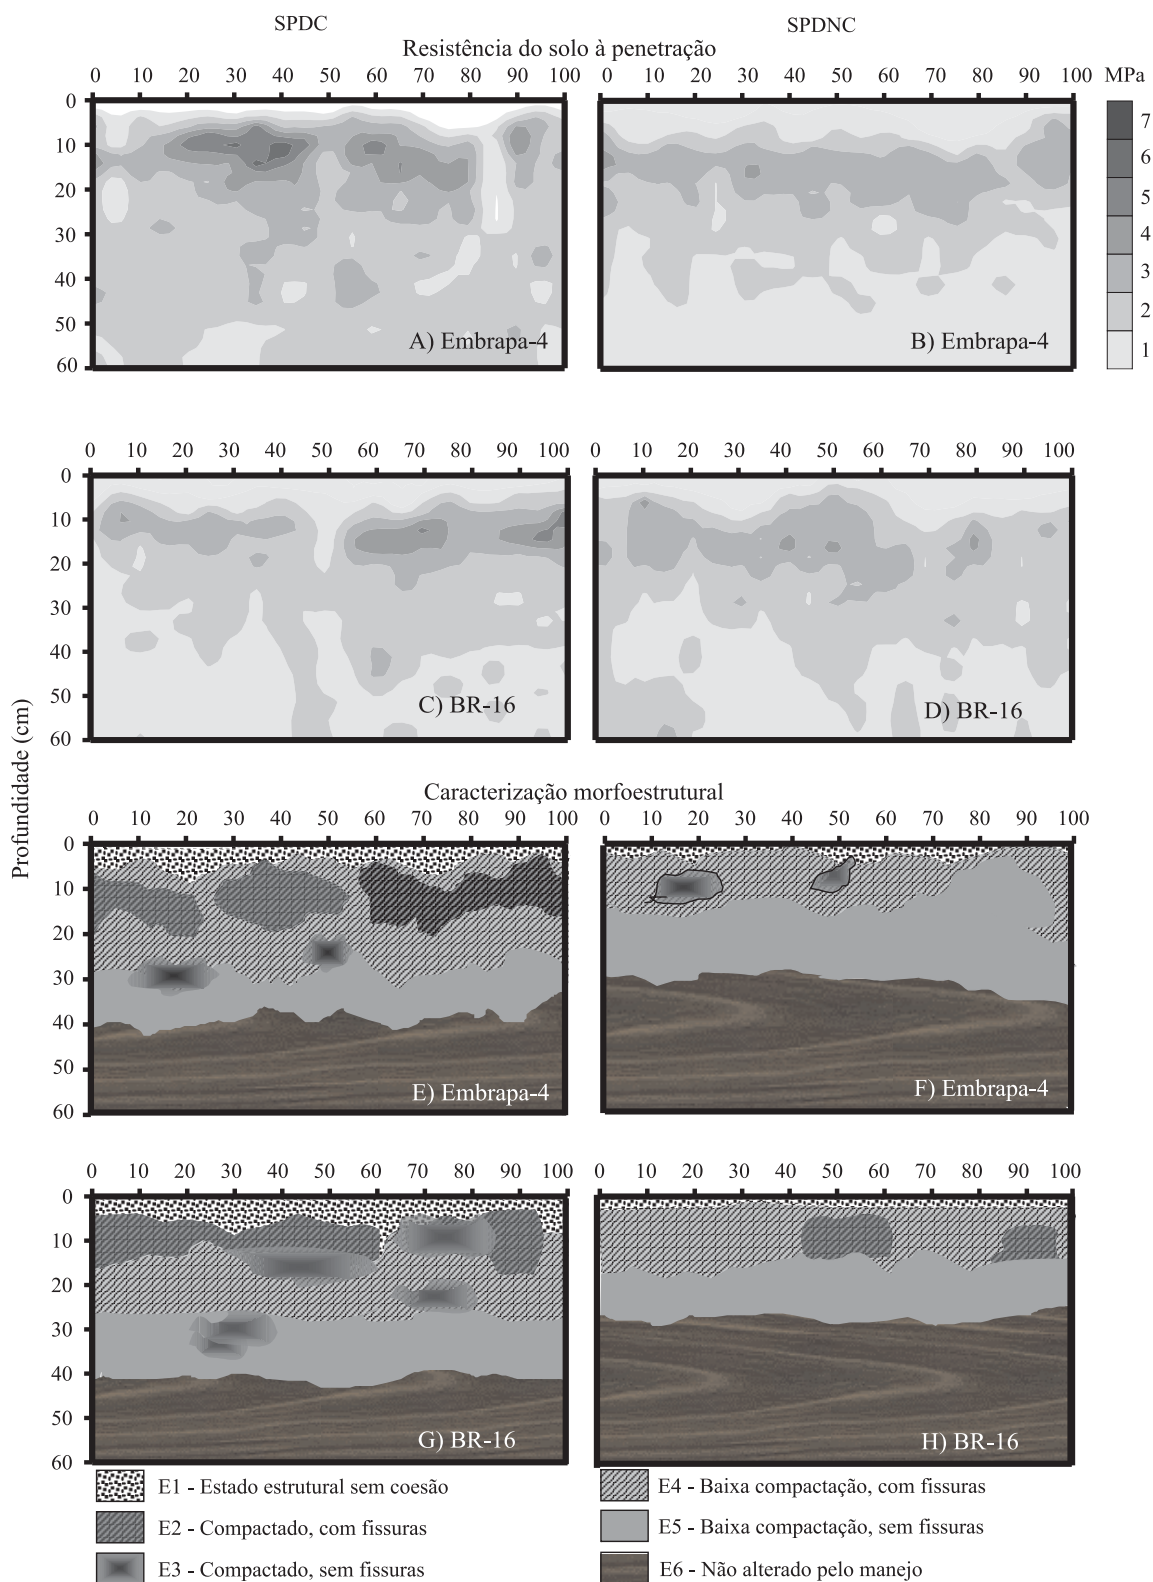 SPDC SPDNC
Resistência do solo à penetração
0 10 20 30 40 50 60 70 80 90 100 0 10 20 30 40 50 60 70 80 90 100 MPa
0
10
20
30
40
50
60
A) Embrapa-4
B) Embrapa-4
7
6
5
4
3
2
1
0 10 20 30 40 50 60 70 80 90 100 0 10 20 30 40 50 60 70 80 90 100
0
10
20
30
40
50
60
C) BR-16
D) BR-16
Profundidade (cm)
Caracterização morfoestrutural
0 10 20 30 40 50 60 70 80 90 100 0 10 20 30 40 50 60 70 80 90 100
0
10
20
30
40
50
60
E) Embrapa-4
F) Embrapa-4
0 10 20 30 40 50 60 70 80 90 100 0 10 20 30 40 50 60 70 80 90 100
0
10
20
30
40
50
60
G) BR-16
H) BR-16
E1 - Estado estrutural sem coesão
E2 - Compactado, com fissuras
E3 - Compactado, sem fissuras
E4 - Baixa compactação, com fissuras
E5 - Baixa compactação, sem fissuras
E6 - Não alterado pelo manejo